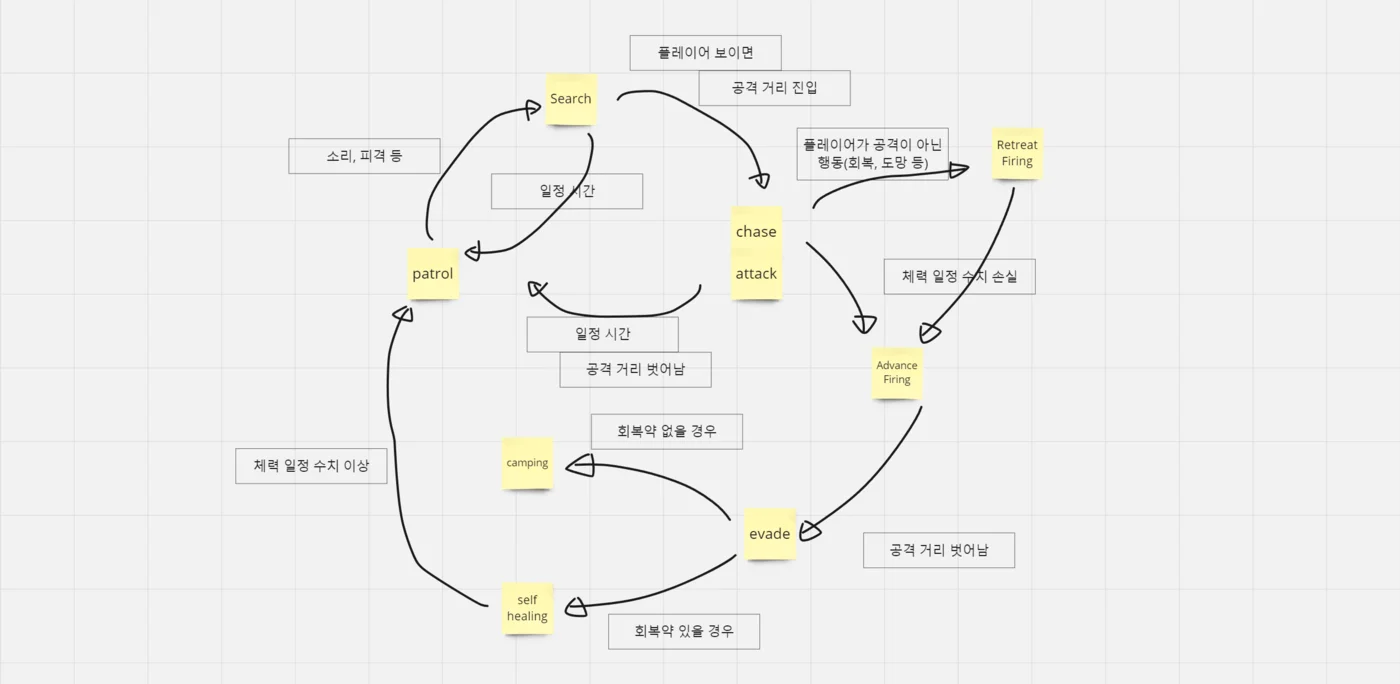 플레이어 보이면
공격 거리 진입
Search
소리, 피격 등
일정 시간
플레이어가 공격이 아닌
행동(회복, 도망 등)
Retreat
Firing
chase
attack
patrol
체력 일정 수치 손실
일정 시간
공격 거리 벗어남
Advance
Firing
회복약 없을 경우
camping
체력 일정 수치 이상
evade
공격 거리 벗어남
self
healing
회복약 있을 경우